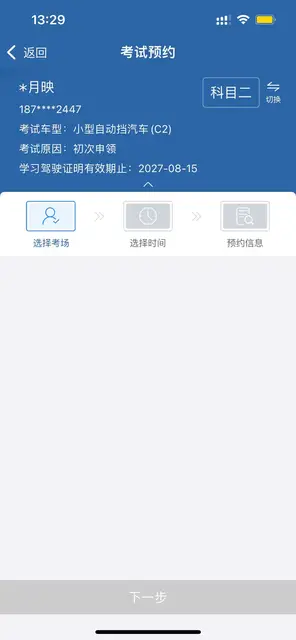 13:29
返回
考试预约
*月映
科目二
切换
187****2447
考试车型：小型自动挡汽车(C2)
考试原因：初次申领
学习驾驶证明有效期止：2027-08-15
选择考场
选择时间
预约信息
下一步